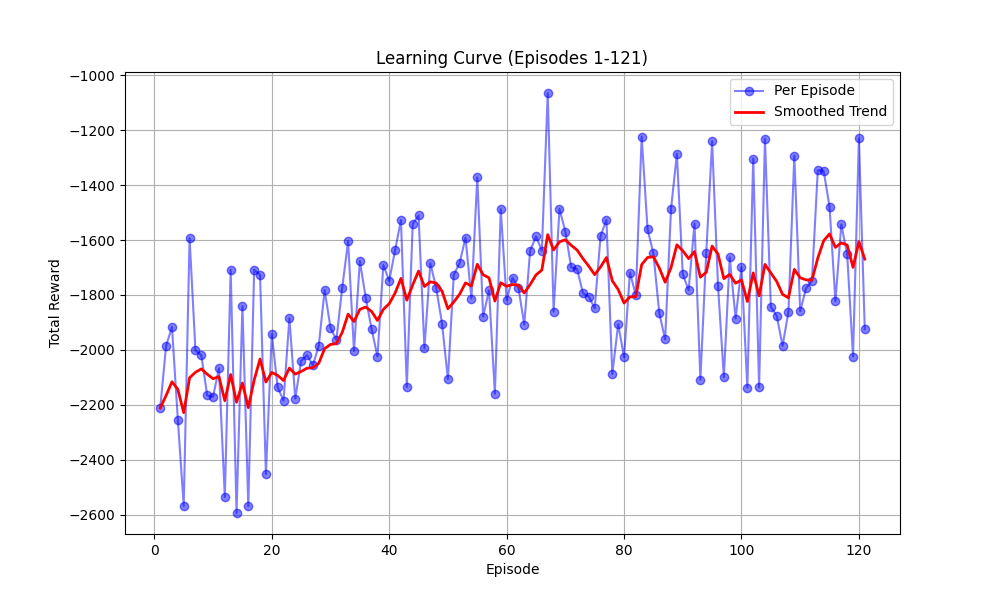 Learning Curve (Episodes 1-121)
Per Episode
Smoothed Trend
Total Reward
−1000
−1200
−1400
−1600
−1800
−2000
−2200
−2400
−2600
0 20 40 60 80 100 120
Episode